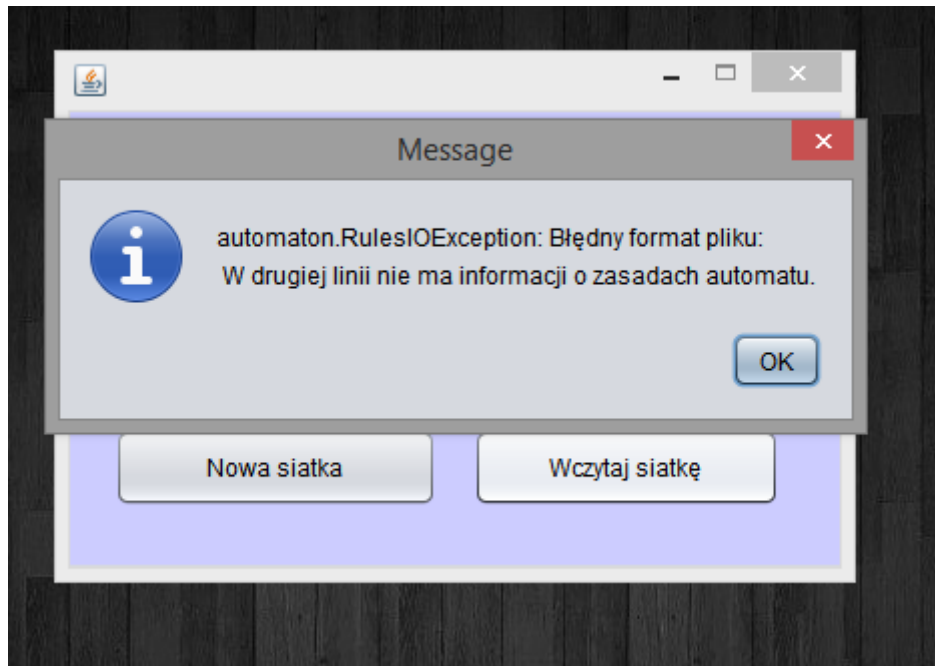 Message
automaton.RulesIOException: Błędny format pliku:
W drugiej linii nie ma informacji o zasadach automatu.
OK
Nowa siatka
Wczytaj siatkę